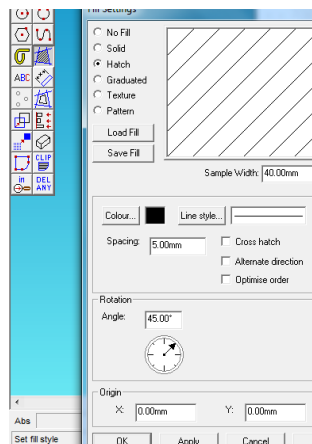 Fill Settings
No Fill
Solid
Hatch
Graduated
Texture
Pattern
Load Fill
Save Fill
Sample Width: 40.00mm
Colour... Line style...
Spacing: 5.00mm
Cross hatch
Alternate direction
Optimise order
Rotation
Angle: 45.00°
Origin
X: 0.00mm Y: 0.00mm
OK Apply Cancel
ABC
CLIP
in DEL ANY
Abs
Set fill style